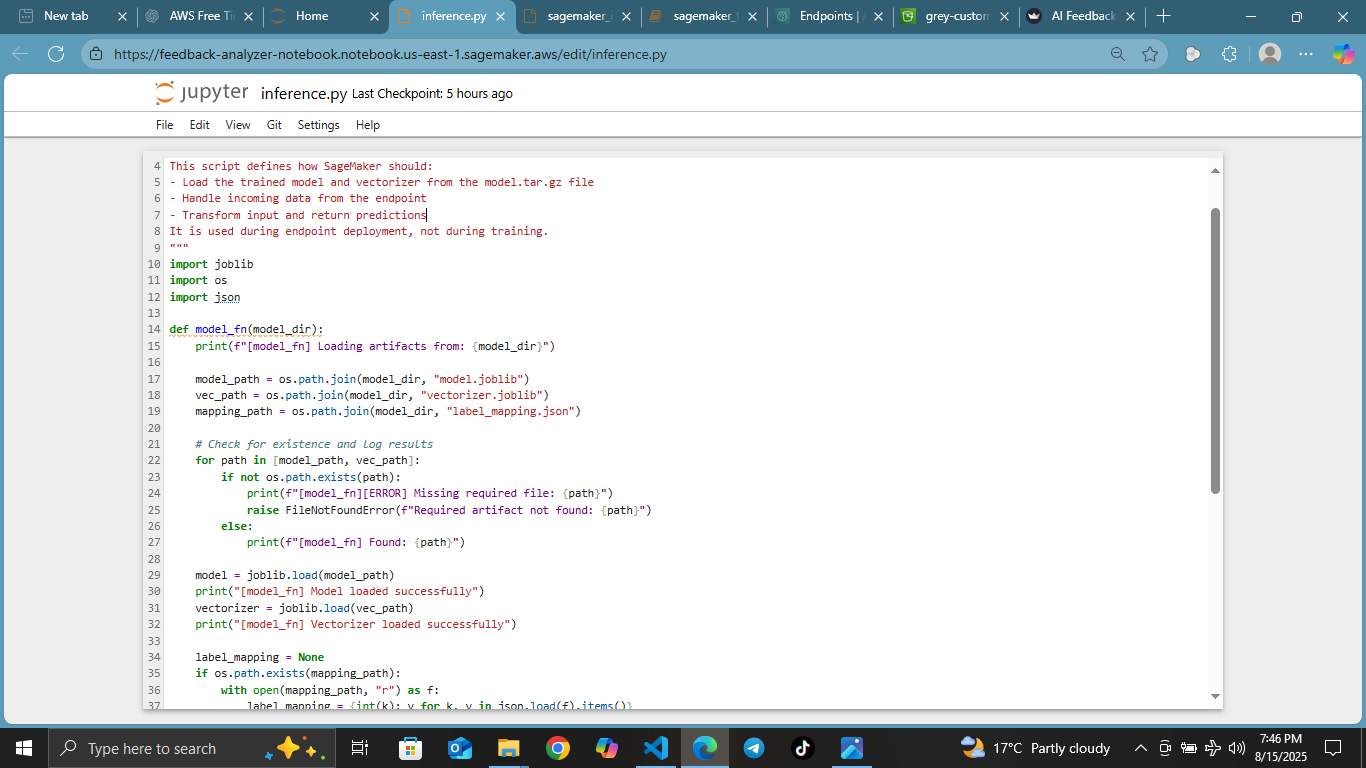 New tab
AWS Free Ti
Home
inference.py
sagemaker_i
sagemaker_t
Endpoints | A
grey-custom
AI Feedback
https://feedback-analyzer-notebook.notebook.us-east-1.sagemaker.aws/edit/inference.py
jupyter inference.py Last Checkpoint: 5 hours ago
File Edit View Git Settings Help
4 This script defines how SageMaker should:
5 - Load the trained model and vectorizer from the model.tar.gz file
6 - Handle incoming data from the endpoint
7 - Transform input and return predictions
8 It is used during endpoint deployment, not during training.
9 """
10 import joblib
11 import os
12 import json
13
14 def model_fn(model_dir):
15     print(f"[model_fn] Loading artifacts from: {model_dir}")
16
17     model_path = os.path.join(model_dir, "model.joblib")
18     vec_path = os.path.join(model_dir, "vectorizer.joblib")
19     mapping_path = os.path.join(model_dir, "label_mapping.json")
20
21     # Check for existence and log results
22     for path in [model_path, vec_path]:
23         if not os.path.exists(path):
24             print(f"[model_fn][ERROR] Missing required file: {path}")
25             raise FileNotFoundError(f"Required artifact not found: {path}")
26         else:
27             print(f"[model_fn] Found: {path}")
28
29     model = joblib.load(model_path)
30     print("[model_fn] Model loaded successfully")
31     vectorizer = joblib.load(vec_path)
32     print("[model_fn] Vectorizer loaded successfully")
33
34     label_mapping = None
35     if os.path.exists(mapping_path):
36         with open(mapping_path, "r") as f:
37             label_mapping = {int(k): v for k, v in json.load(f).items()}
Type here to search
17°C Partly cloudy
7:46 PM
8/15/2025